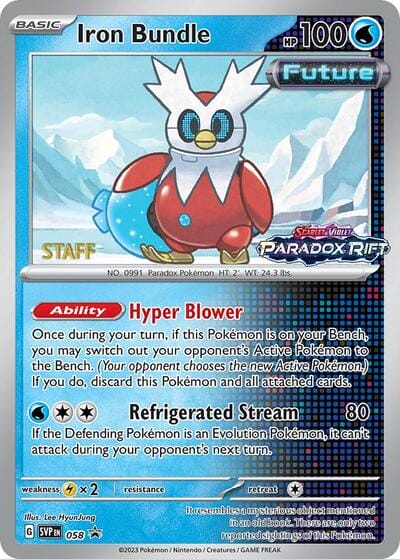 BASIC
Iron Bundle
HP 100
Future
STAFF
SCARLET & VIOLET
PARADOX RIFT
NO. 0991 Paradox Pokémon HT: 2' WT: 24.3 lbs.
Ability Hyper Blower
Once during your turn, if this Pokémon is on your Bench,
you may switch out your opponent's Active Pokémon to
the Bench. (Your opponent chooses the new Active Pokémon.)
If you do, discard this Pokémon and all attached cards.
Refrigerated Stream 80
If the Defending Pokémon is an Evolution Pokémon, it can't
attack during your opponent's next turn.
weakness ×2 resistance retreat
Illus. Lee HyunJung
It resembles a mysterious object mentioned
in an old book. There are only two
reported sightings of this Pokémon.
G SVP EN 058
©2023 Pokémon / Nintendo / Creatures / GAME FREAK